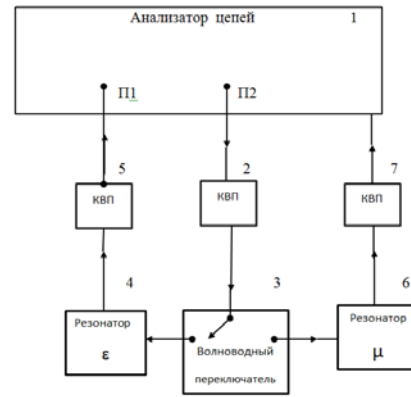 Анализатор цепей 1
П1 П2
5 2 7
КВП КВП КВП
4 3 6
Резонатор
ε
Волноводный
переключатель
Резонатор
μ